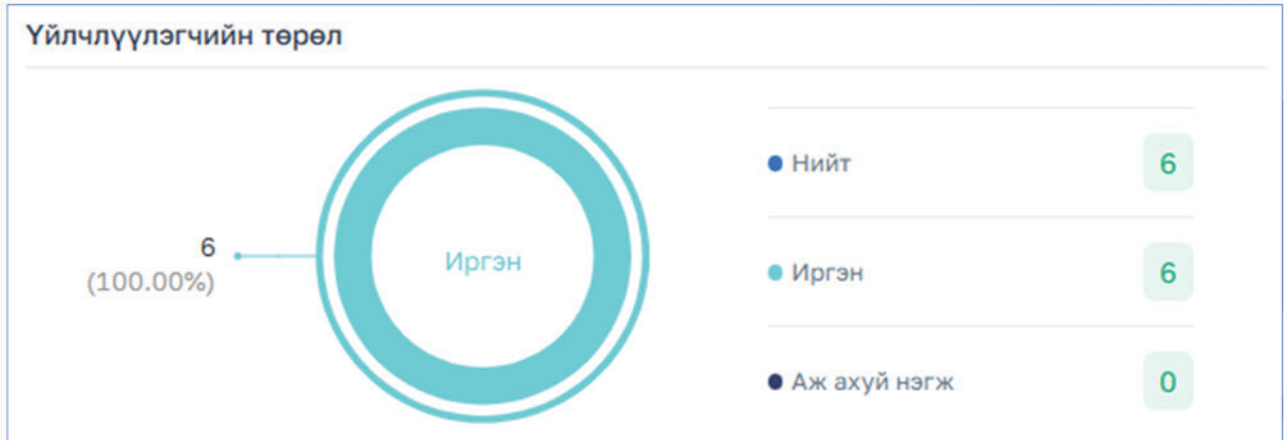 Үйлчлүүлэгчийн төрөл
6
(100.00%)
Иргэн
Нийт 6
Иргэн 6
Аж ахуй нэгж 0